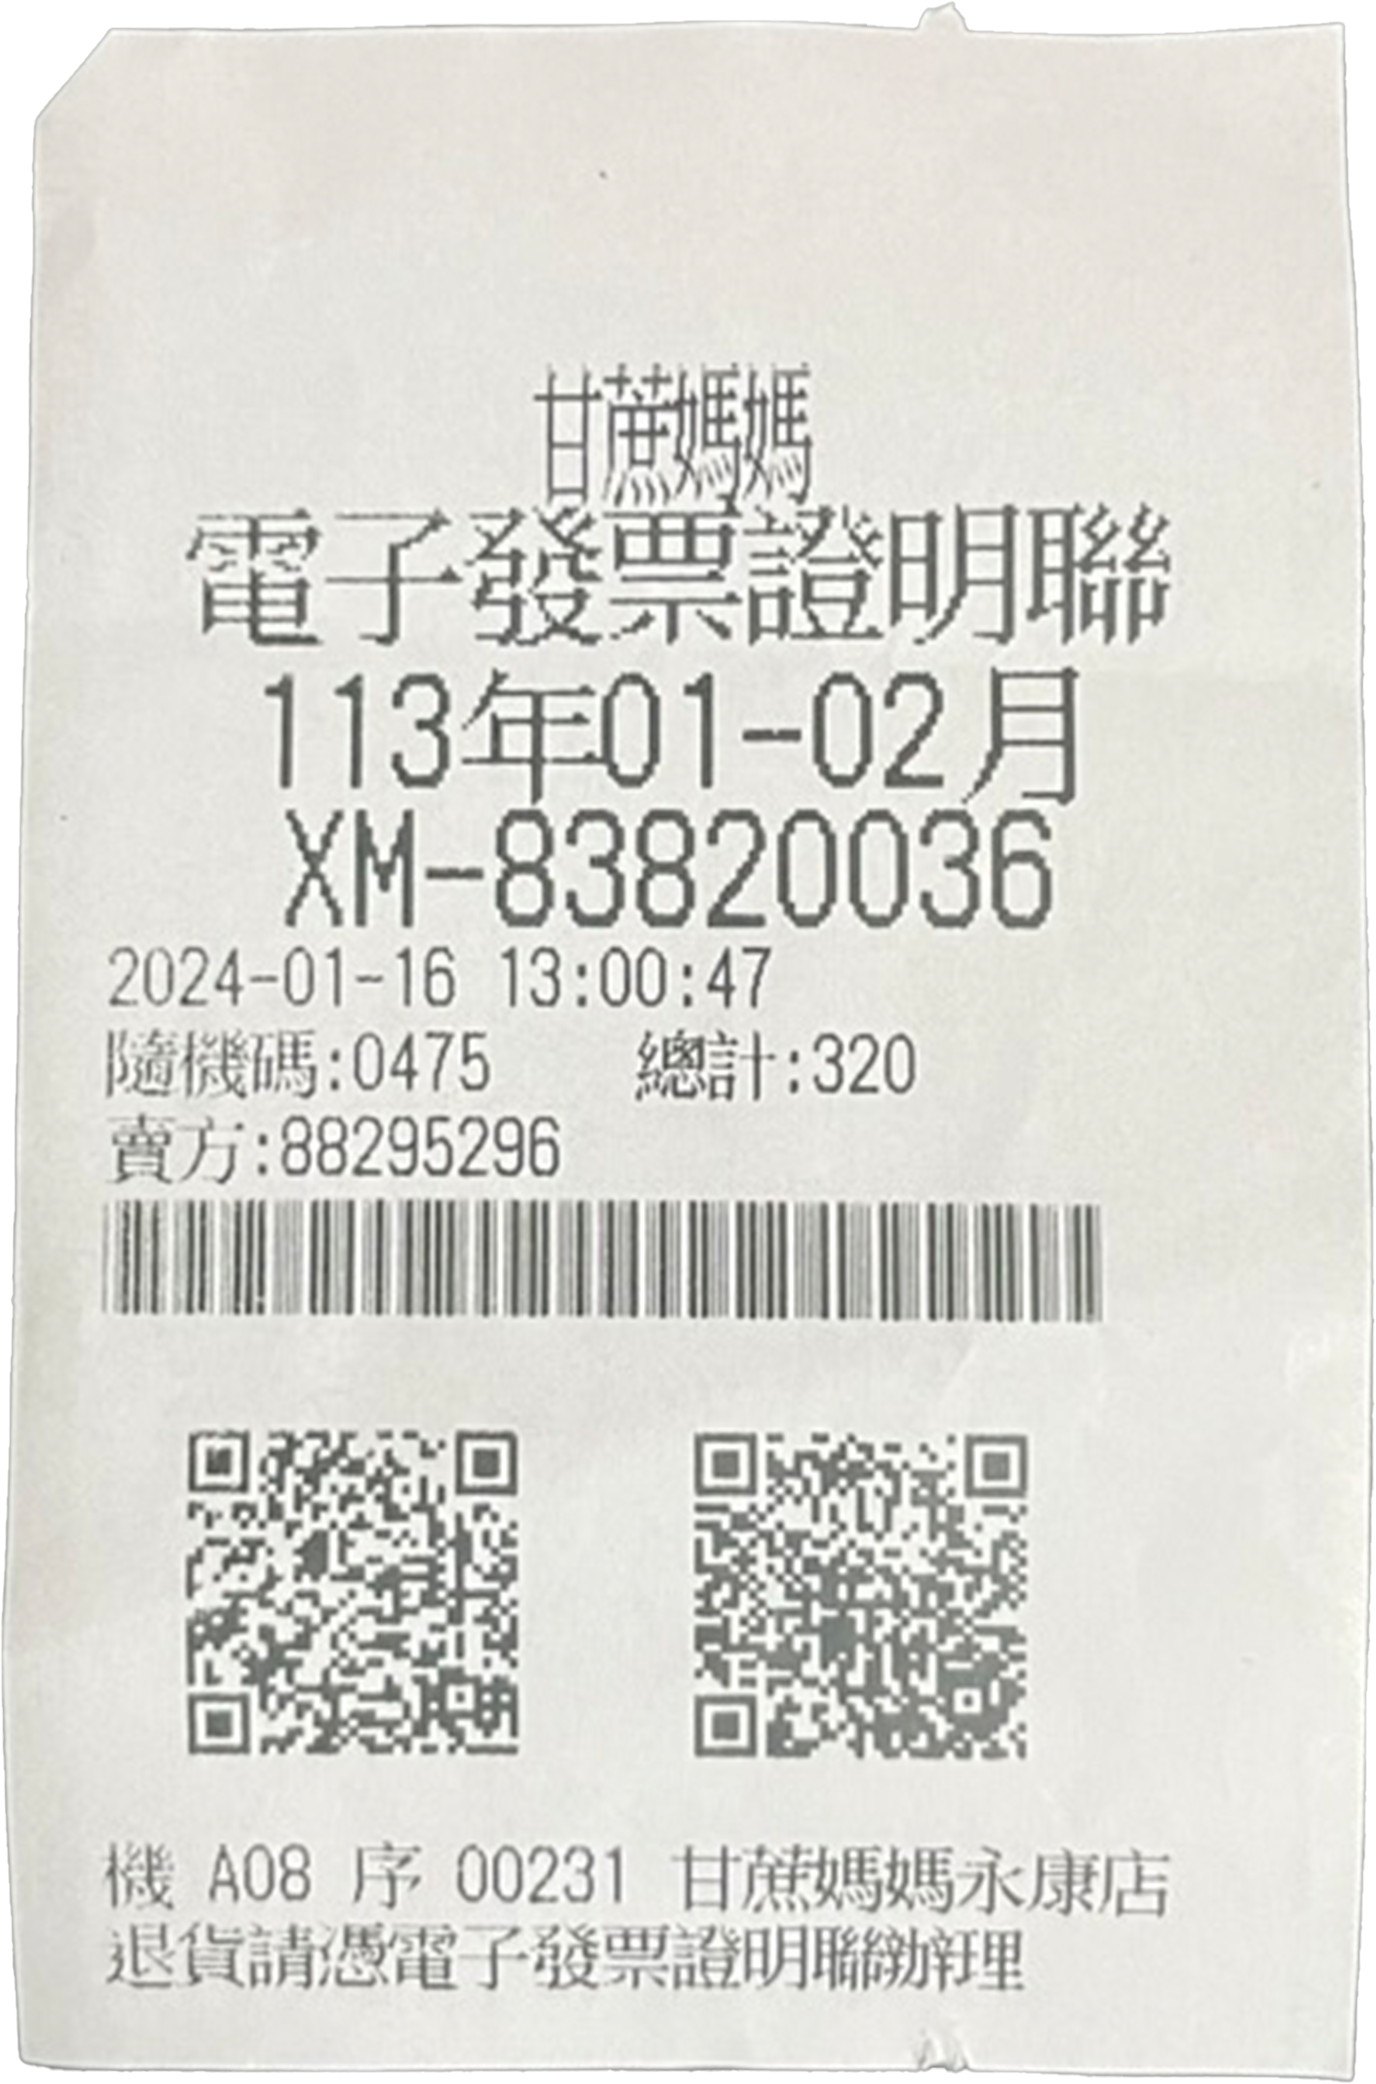 甘蔗媽媽
電子發票證明聯
113年01-02月
XM-83820036
2024-01-16 13:00:47
隨機碼:0475 總計:320
賣方:88295296
機 A08 序 00231 甘蔗媽媽永康店
退貨請憑電子發票證明聯辦理